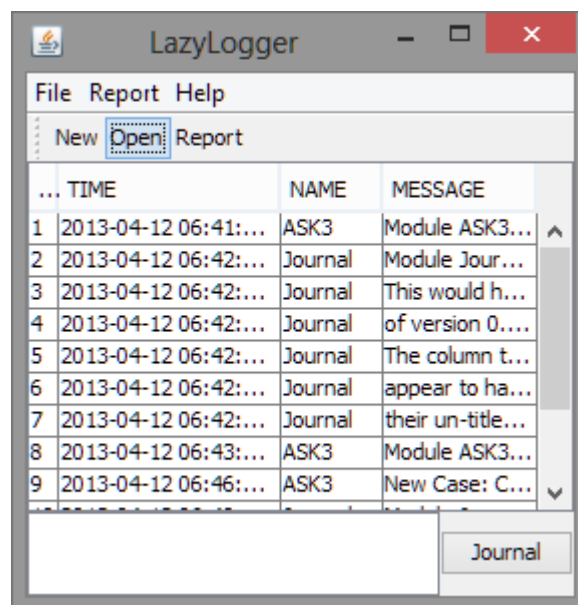 LazyLogger
File Report Help
New Open Report
... TIME NAME MESSAGE
1 2013-04-12 06:41:... ASK3 Module ASK3...
2 2013-04-12 06:42:... Journal Module Jour...
3 2013-04-12 06:42:... Journal This would h...
4 2013-04-12 06:42:... Journal of version 0....
5 2013-04-12 06:42:... Journal The column t...
6 2013-04-12 06:42:... Journal appear to ha...
7 2013-04-12 06:42:... Journal their un-title...
8 2013-04-12 06:43:... ASK3 Module ASK3...
9 2013-04-12 06:46:... ASK3 New Case: C...
Journal